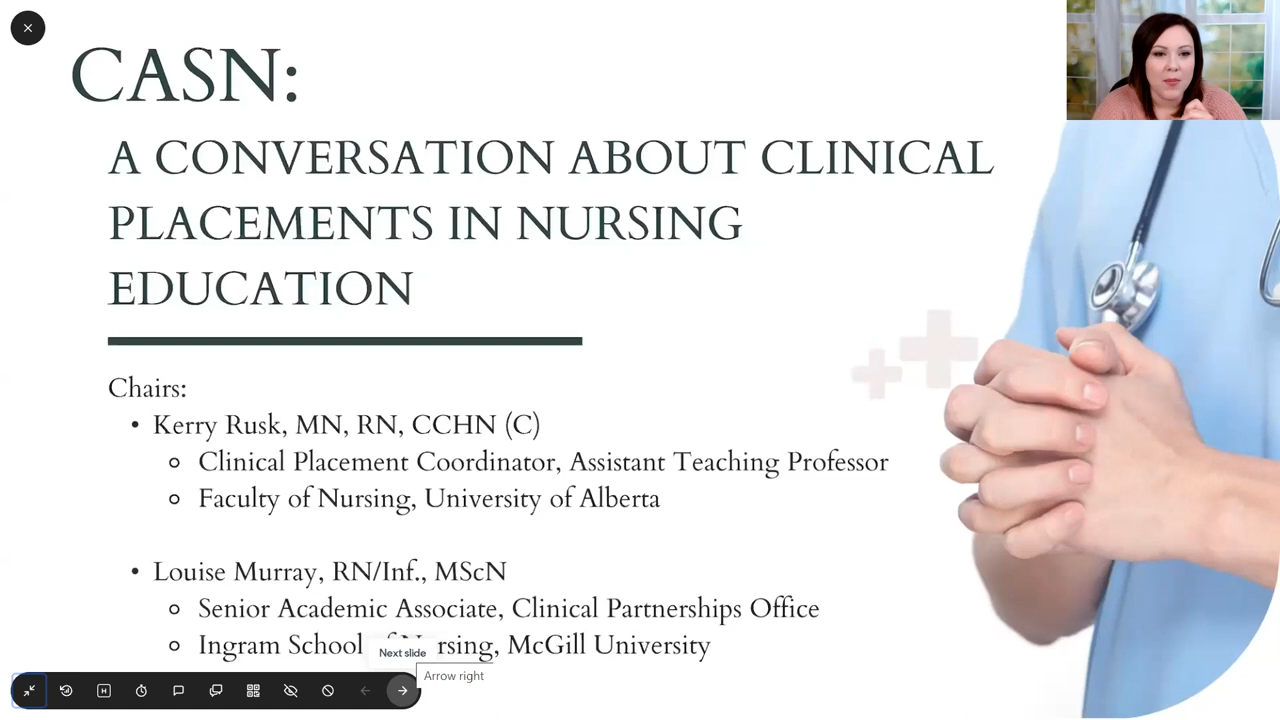 CASN:
A CONVERSATION ABOUT CLINICAL
PLACEMENTS IN NURSING
EDUCATION
Chairs:
• Kerry Rusk, MN, RN, CCHN (C)
Clinical Placement Coordinator, Assistant Teaching Professor
Faculty of Nursing, University of Alberta
• Louise Murray, RN/Inf., MScN
Senior Academic Associate, Clinical Partnerships Office
Ingram School of Nursing, McGill University
Next slide
Arrow right
H